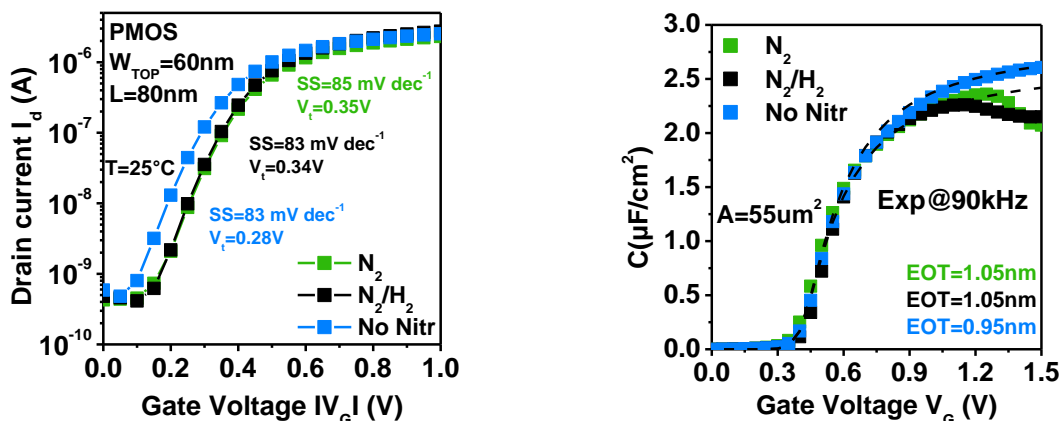 Drain current I_d (A)
10^-6
10^-7
10^-8
10^-9
10^-10
PMOS
W_TOP=60nm
L=80nm
T=25°C
SS=85 mV dec^-1
V_t=0.35V
SS=83 mV dec^-1
V_t=0.34V
SS=83 mV dec^-1
V_t=0.28V
N_2
N_2/H_2
No Nitr
0.0 0.2 0.4 0.6 0.8 1.0
Gate Voltage IV_GI (V)
C(µF/cm^2)
3.0
2.5
2.0
1.5
1.0
0.5
0.0
N_2
N_2/H_2
No Nitr
A=55um^2
Exp@90kHz
EOT=1.05nm
EOT=1.05nm
EOT=0.95nm
0.0 0.3 0.6 0.9 1.2 1.5
Gate Voltage V_G (V)